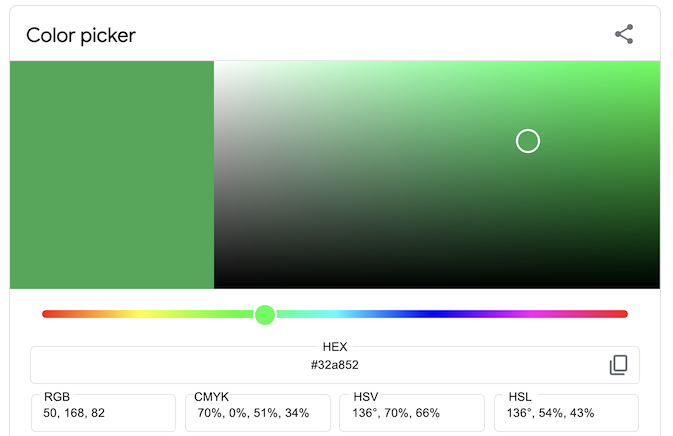 Color picker
HEX
#32a852
RGB
50, 168, 82
CMYK
70%, 0%, 51%, 34%
HSV
136°, 70%, 66%
HSL
136°, 54%, 43%